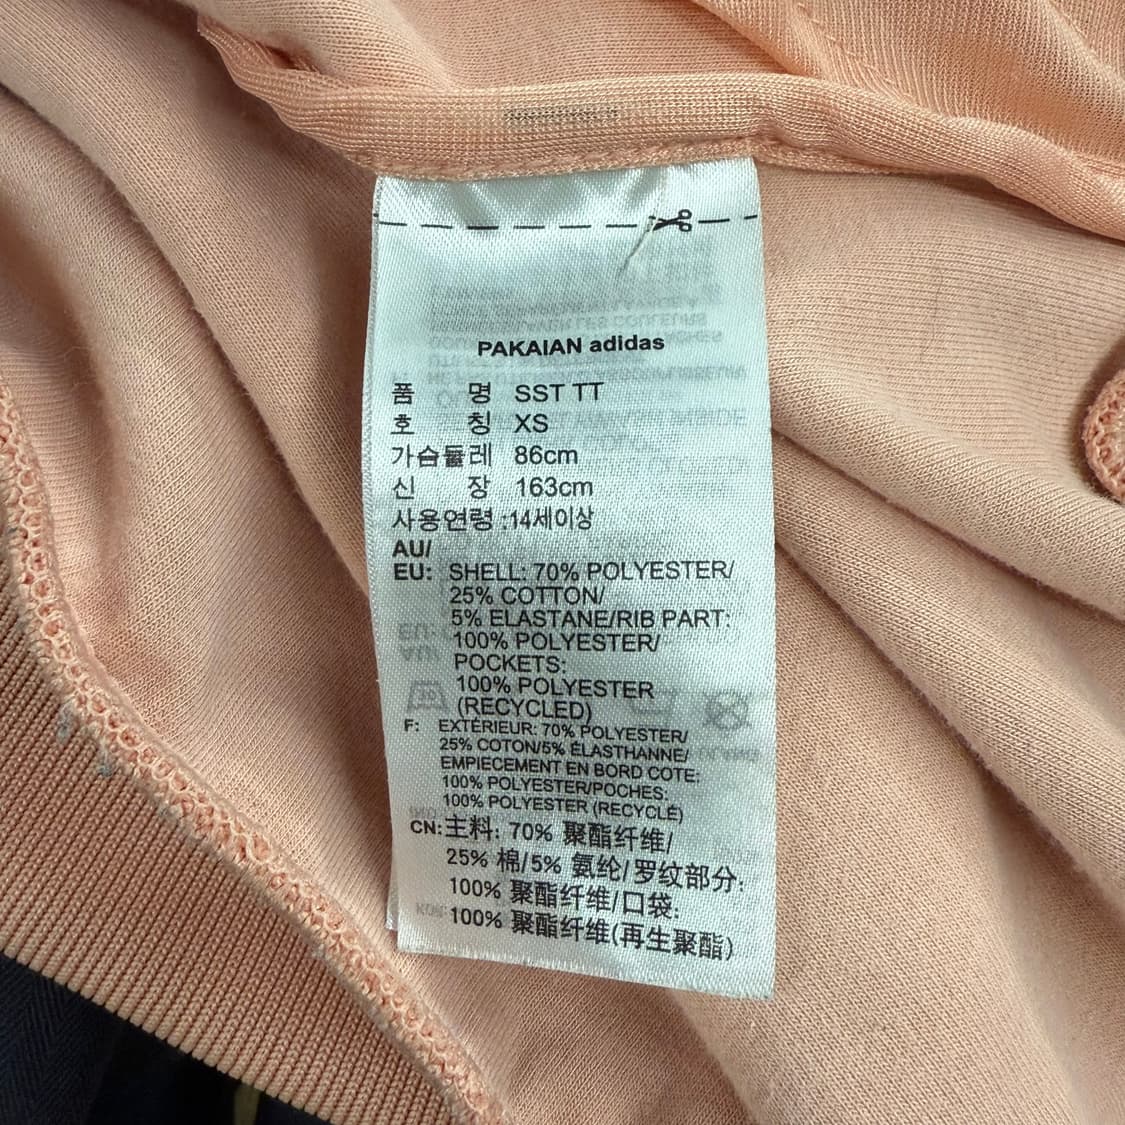 PAKAIAN adidas
품 명 SST TT
호 칭 XS
가슴둘레 86cm
신 장 163cm
사용연령 :14세이상
AU/
EU: SHELL: 70% POLYESTER/
25% COTTON/
5% ELASTANE/RIB PART:
100% POLYESTER/
POCKETS:
100% POLYESTER
(RECYCLED)
F: EXTÉRIEUR: 70% POLYESTER/
25% COTON/5% ÉLASTHANNE/
EMPIECEMENT EN BORD COTE:
100% POLYESTER/POCHES:
100% POLYESTER (RECYCLÉ)
CN: 主料: 70% 聚酯纤维/
25% 棉/5% 氨纶/罗纹部分:
100% 聚酯纤维/口袋:
100% 聚酯纤维(再生聚酯)